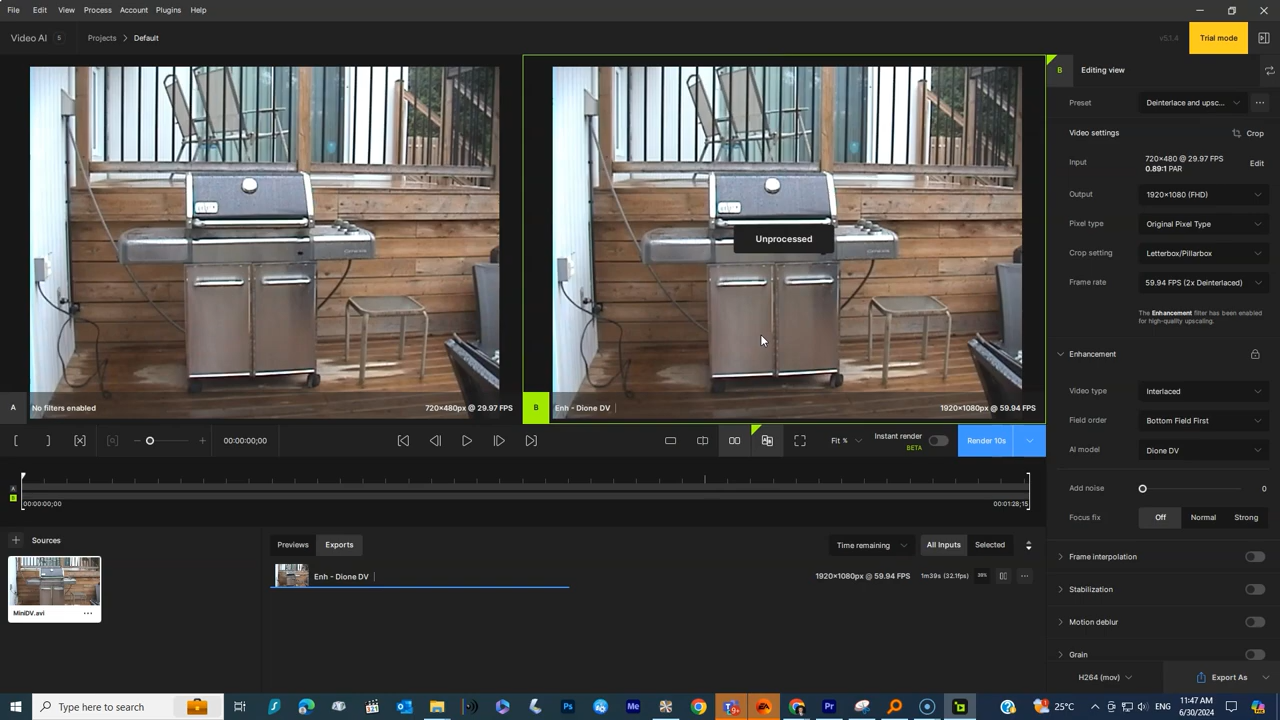 File Edit View Process Account Plugins Help
Video AI S Projects > Default v5.1.4 Trial mode
B Editing view
Preset Deinterlace and upsc...
Video settings Crop
Input 720×480 @ 29.97 FPS Edit
0.89:1 PAR
Output 1920×1080 (FHD)
Pixel type Original Pixel Type
Crop setting Letterbox/Pillarbox
Frame rate 59.94 FPS (2x Deinterlaced)
The Enhancement filter has been enabled
for high-quality upscaling.
Enhancement
Video type Interlaced
Field order Bottom Field First
AI model Dione DV
Add noise 0
Focus fix Off Normal Strong
Frame interpolation
Stabilization
Motion deblur
Grain
H264 (mov) Export As
Unprocessed
A No filters enabled 720×480px @ 29.97 FPS
B Enh - Dione DV | 1920×1080px @ 59.94 FPS
00:00:00;00 Fit % Instant render
BETA
Render 10s
A
B
00:00:00;00 00:01:28;15
Sources
MiniDV.avi ...
Previews Exports Time remaining All Inputs Selected
Enh - Dione DV | 1920×1080px @ 59.94 FPS 1m39s (32.1fps) 39%
Type here to search
25°C ENG 11:47 AM
6/30/2024